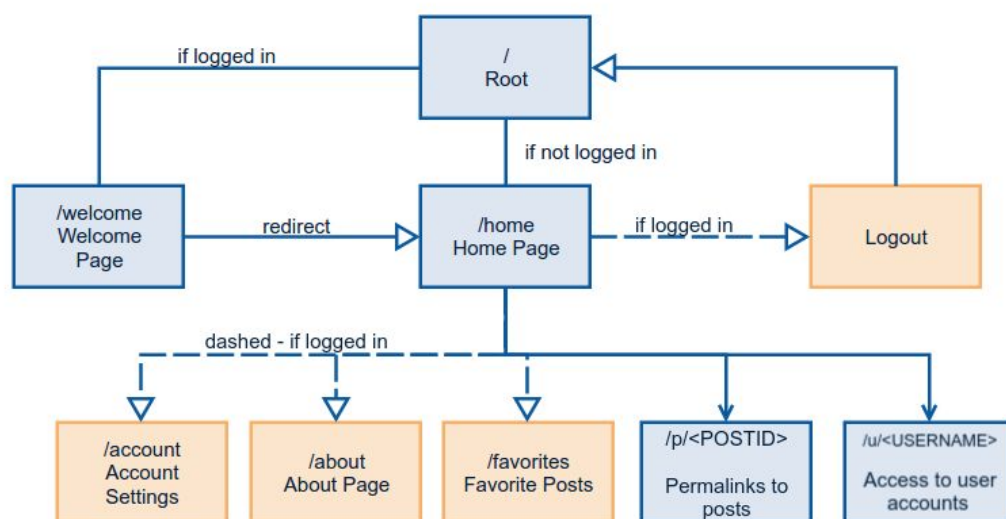 /
Root
if logged in
if not logged in
/welcome
Welcome
Page
redirect
/home
Home Page
if logged in
Logout
dashed - if logged in
/account
Account
Settings
/about
About Page
/favorites
Favorite Posts
/p/<POSTID>
Permalinks to
posts
/u/<USERNAME>
Access to user
accounts